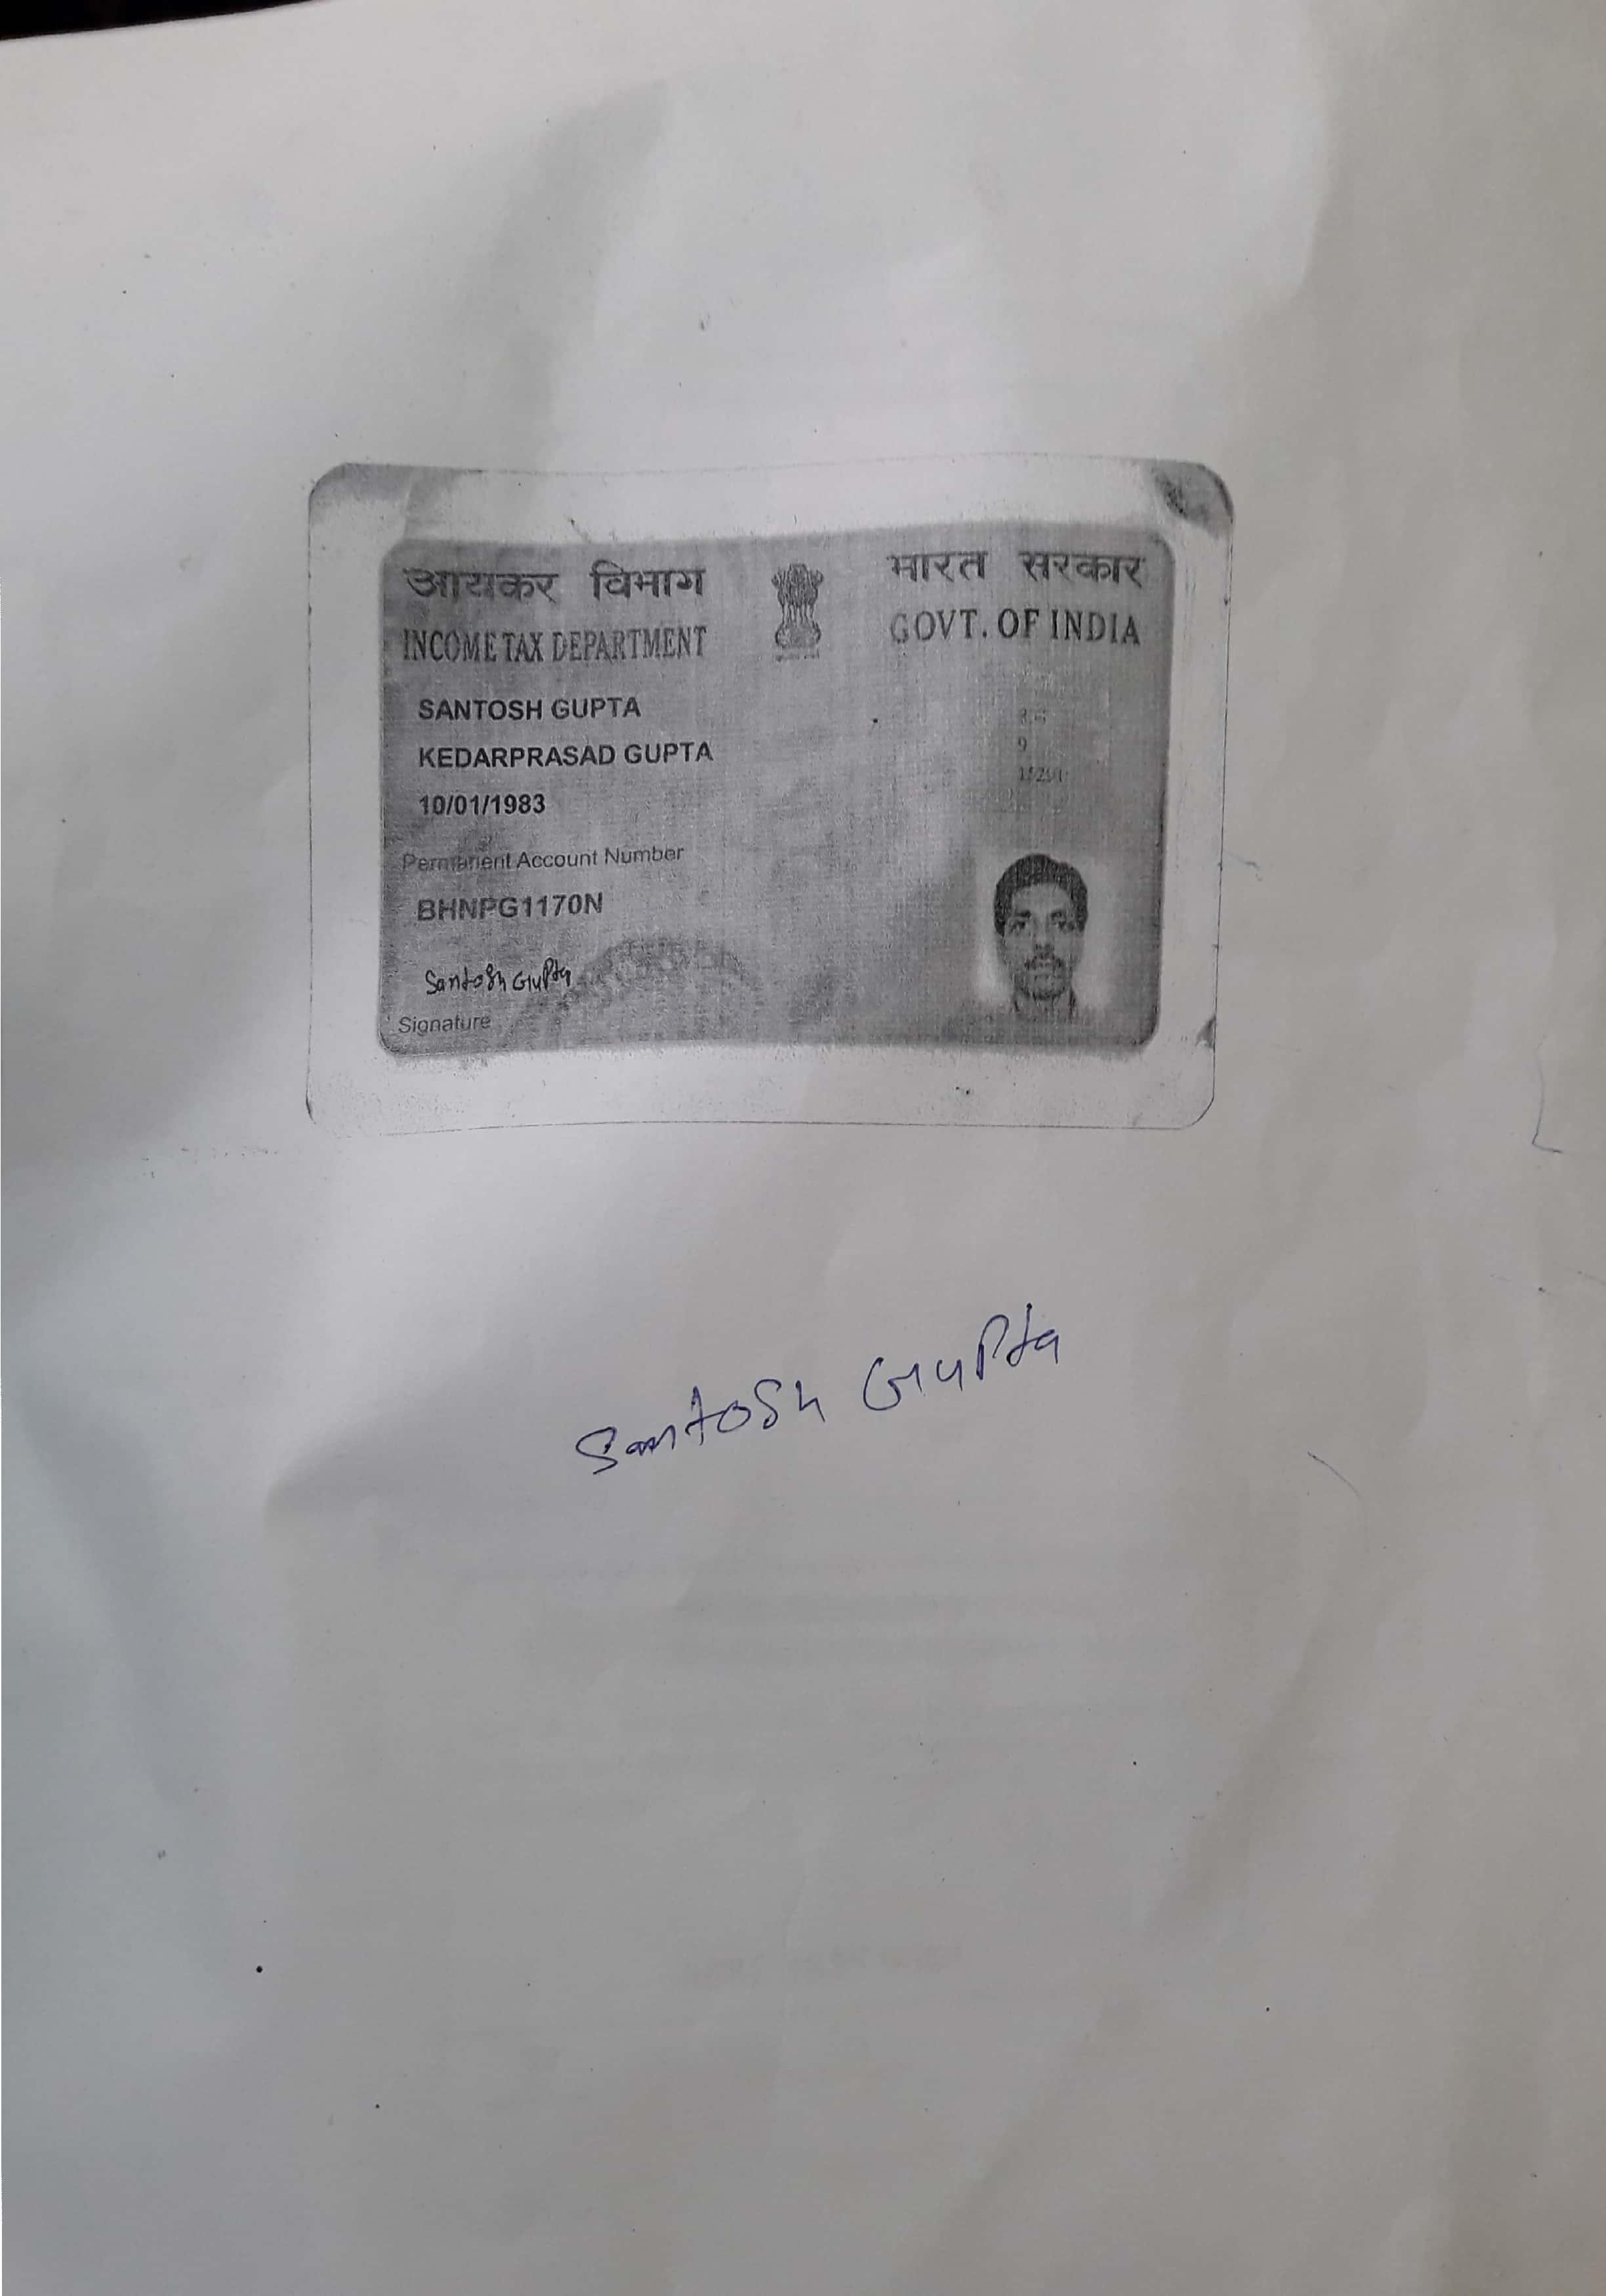 आयकर विभाग
भारत सरकार
INCOME TAX DEPARTMENT
GOVT. OF INDIA
SANTOSH GUPTA
KEDARPRASAD GUPTA
9
10/01/1983
Permanent Account Number
BHNPG1170N
Santosh Gupta
Signature
Santosh Gupta